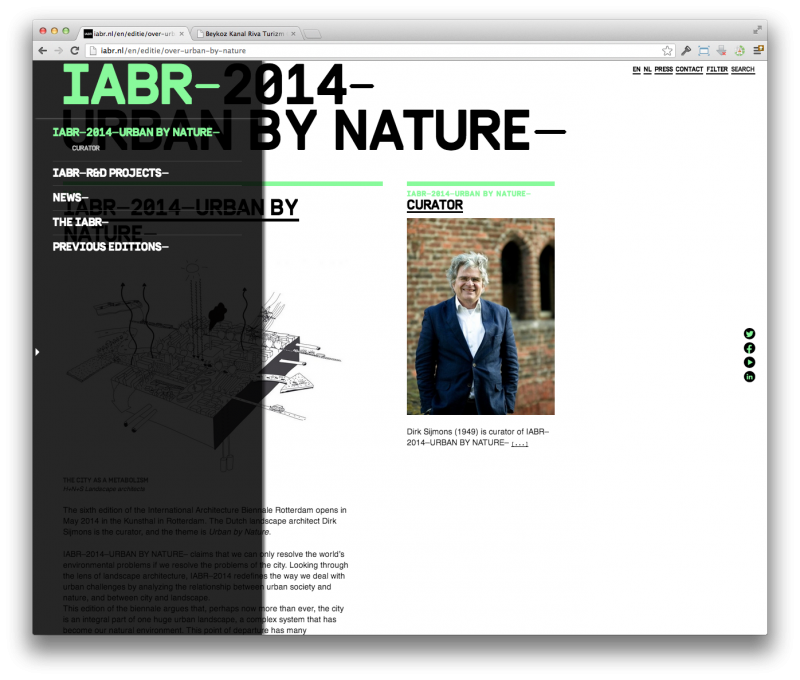 iabr.nl/en/editie/over-urb
Beykoz Kanal Riva Turizm
iabr.nl/en/editie/over-urban-by-nature
EN NL PRESS CONTACT FILTER SEARCH
IABR–2014–
URBAN BY NATURE–
IABR–2014–URBAN BY NATURE–
CURATOR
IABR–R&D PROJECTS–
NEWS–
THE IABR–
PREVIOUS EDITIONS–
IABR–2014–URBAN BY
NATURE–
THE CITY AS A METABOLISM
H+N+S Landscape architects
The sixth edition of the International Architecture Biennale Rotterdam opens in
May 2014 in the Kunsthal in Rotterdam. The Dutch landscape architect Dirk
Sijmons is the curator, and the theme is Urban by Nature.
IABR–2014–URBAN BY NATURE– claims that we can only resolve the world's
environmental problems if we resolve the problems of the city. Looking through
the lens of landscape architecture, IABR–2014 redefines the way we deal with
urban challenges by analyzing the relationship between urban society and
nature, and between city and landscape.
This edition of the biennale argues that, perhaps now more than ever, the city
is an integral part of one huge urban landscape, a complex system that has
become our natural environment. This point of departure has many
IABR–2014–URBAN BY NATURE–
CURATOR
Dirk Sijmons (1949) is curator of IABR–
2014–URBAN BY NATURE– [...]